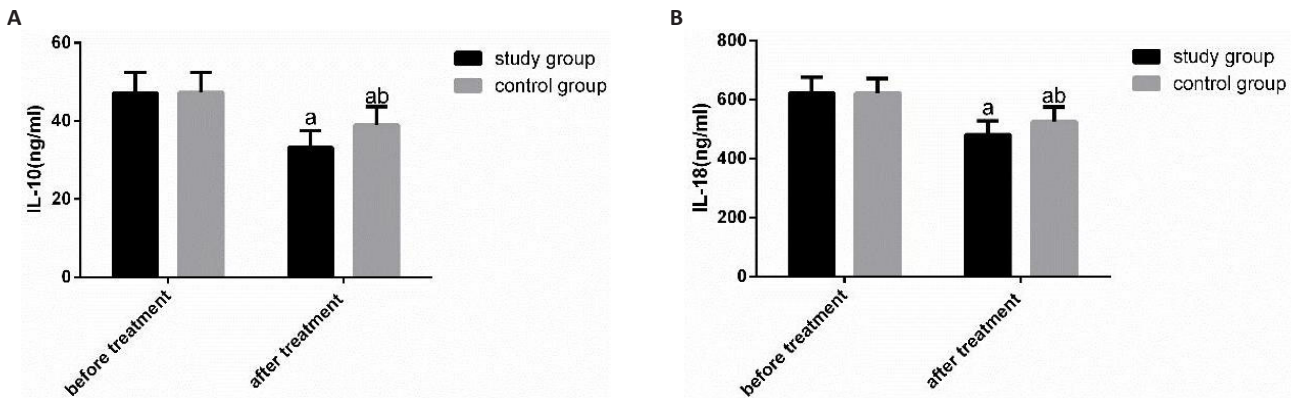 A
60
40
20
0
IL-10(ng/ml)
a
ab
study group
control group
before treatment
after treatment
B
800
600
400
200
0
IL-18(ng/ml)
a
ab
study group
control group
before treatment
after treatment